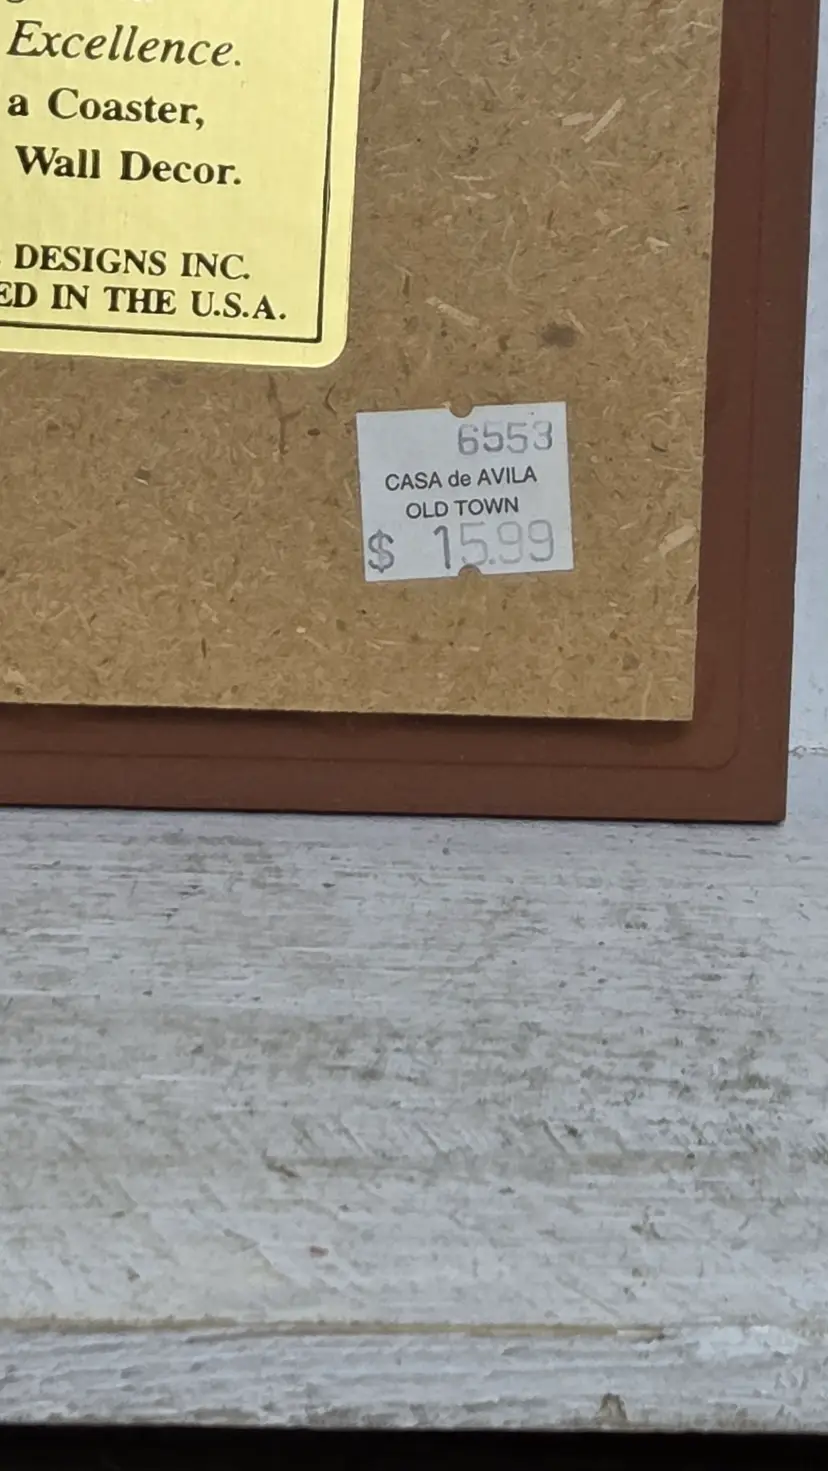 Excellence.
a Coaster,
Wall Decor.
DESIGNS INC.
ED IN THE U.S.A.
6553
CASA de AVILA
OLD TOWN
$ 15.99